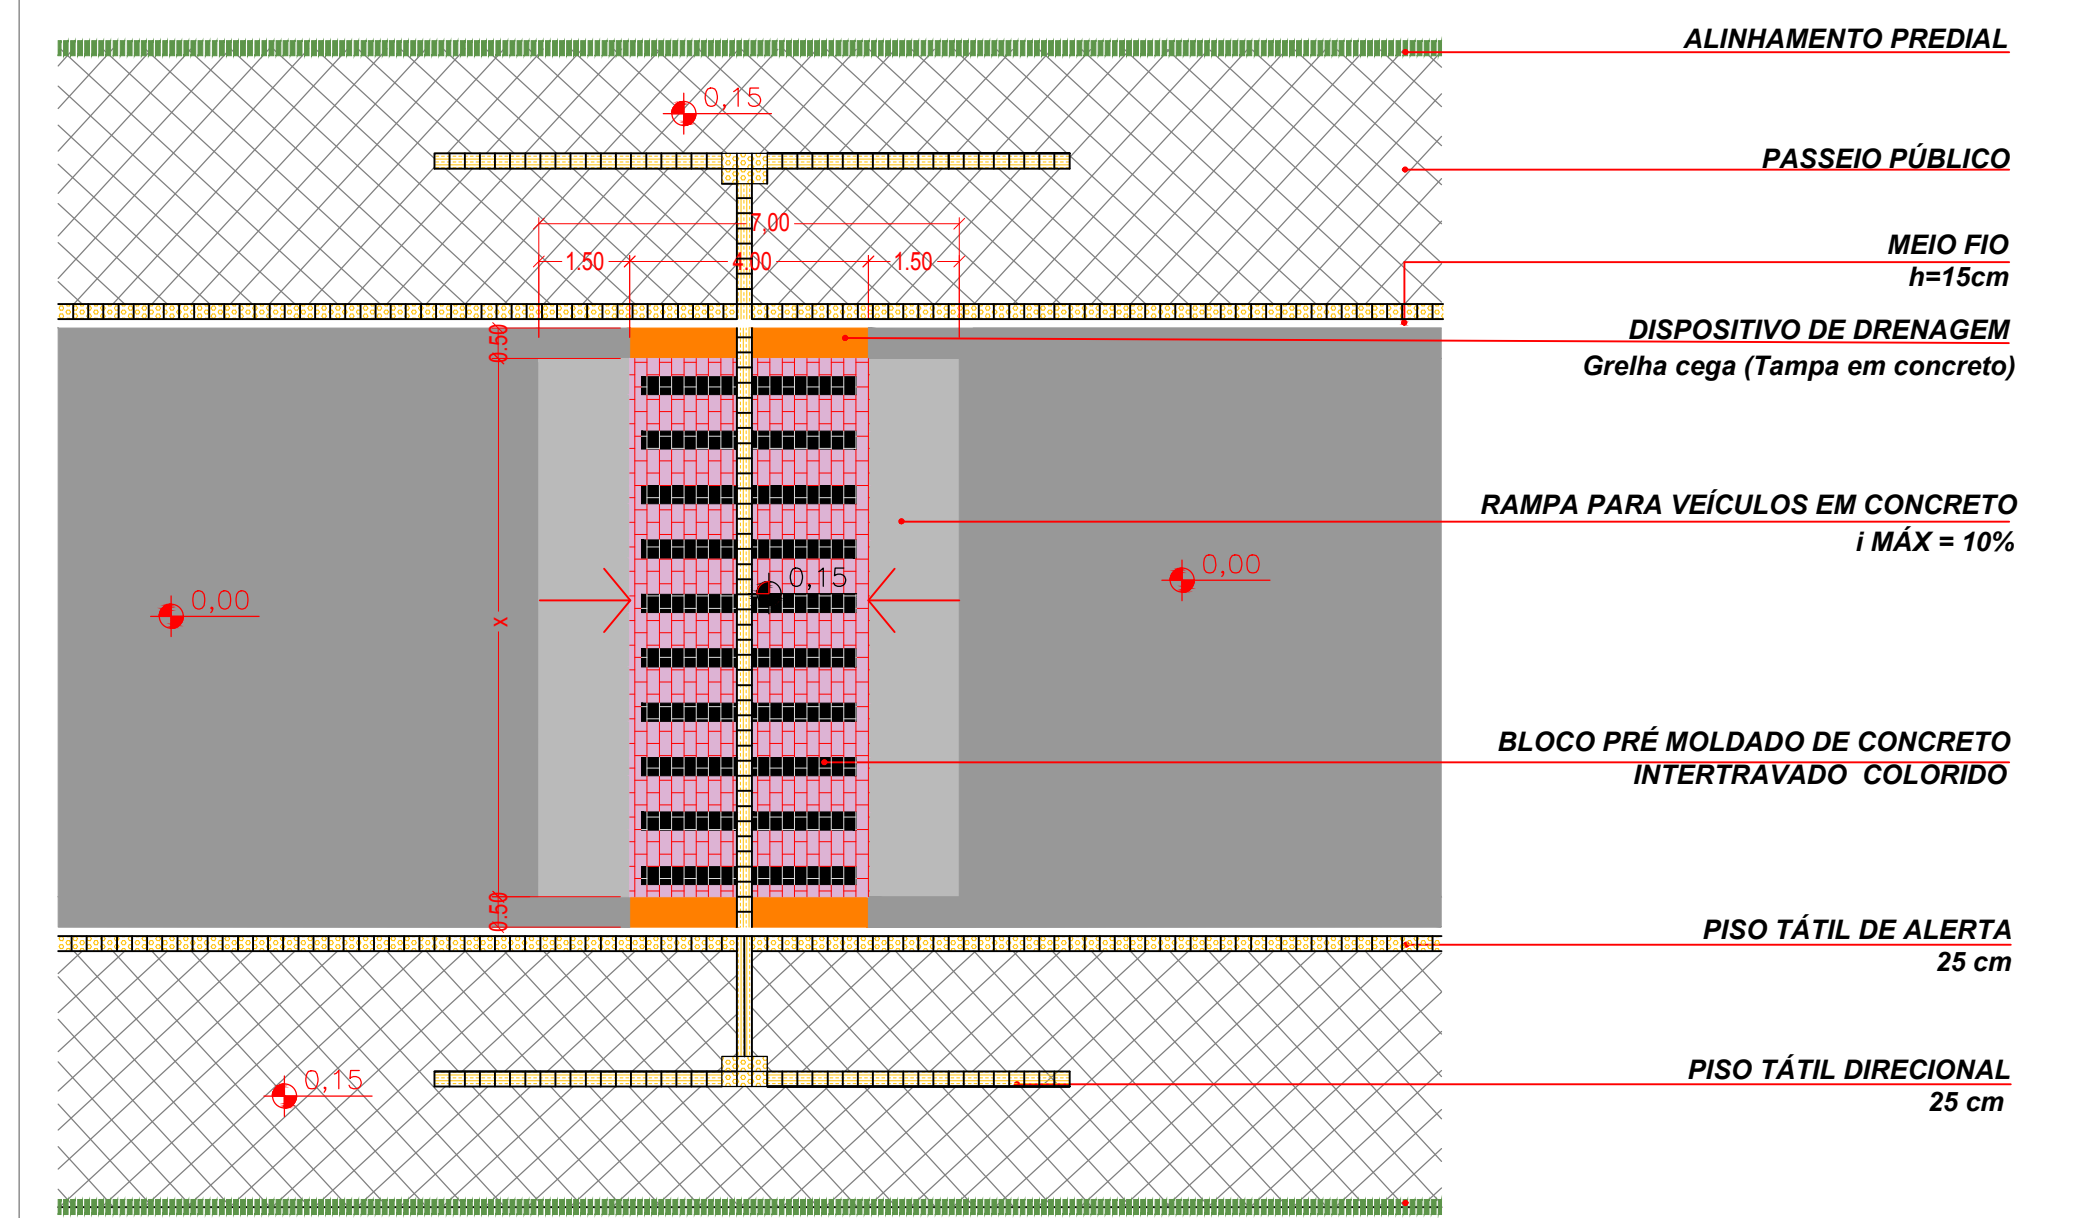 ALINHAMENTO PREDIAL
0,15
PASSEIO PÚBLICO
7,00
MEIO FIO
1.50
4.00
1.50
h=15cm
0.50
DISPOSITIVO DE DRENAGEM
Grelha cega (Tampa em concreto)
RAMPA PARA VEÍCULOS EM CONCRETO
i MÁX = 10%
0,00
0,15
0,00
x
BLOCO PRÉ MOLDADO DE CONCRETO
INTERTRAVADO COLORIDO
0.50
PISO TÁTIL DE ALERTA
25 cm
PISO TÁTIL DIRECIONAL
0,15
25 cm